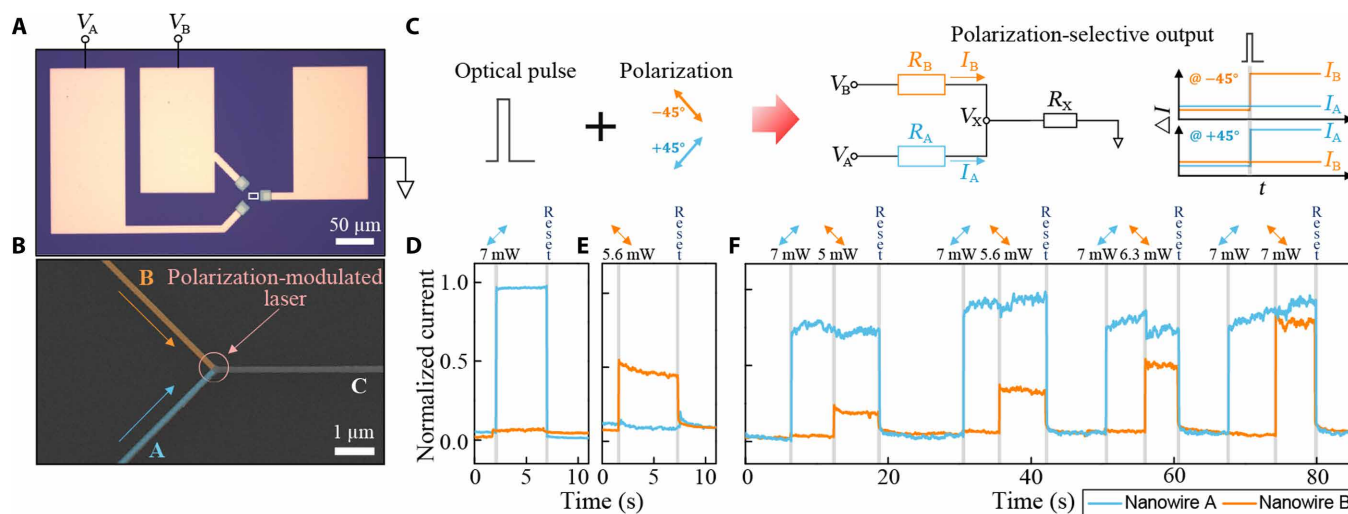 A
V_A
V_B
50 µm
B
B
Polarization-modulated
laser
C
A
1 µm
C
Optical pulse
Polarization
−45°
+45°
Polarization-selective output
R_B
I_B
V_B
V_X
R_X
R_A
V_A
I_A
△I
@ −45°
I_B
I_A
@ +45°
I_A
I_B
t
D
7 mW
Reset
Normalized current
1.0
0.5
0.0
0
5
10
Time (s)
E
5.6 mW
Reset
0
5
10
F
7 mW
5 mW
Reset
7 mW
5.6 mW
Reset
7 mW
6.3 mW
Reset
7 mW
7 mW
Reset
0
20
40
60
80
Time (s)
Nanowire A
Nanowire B